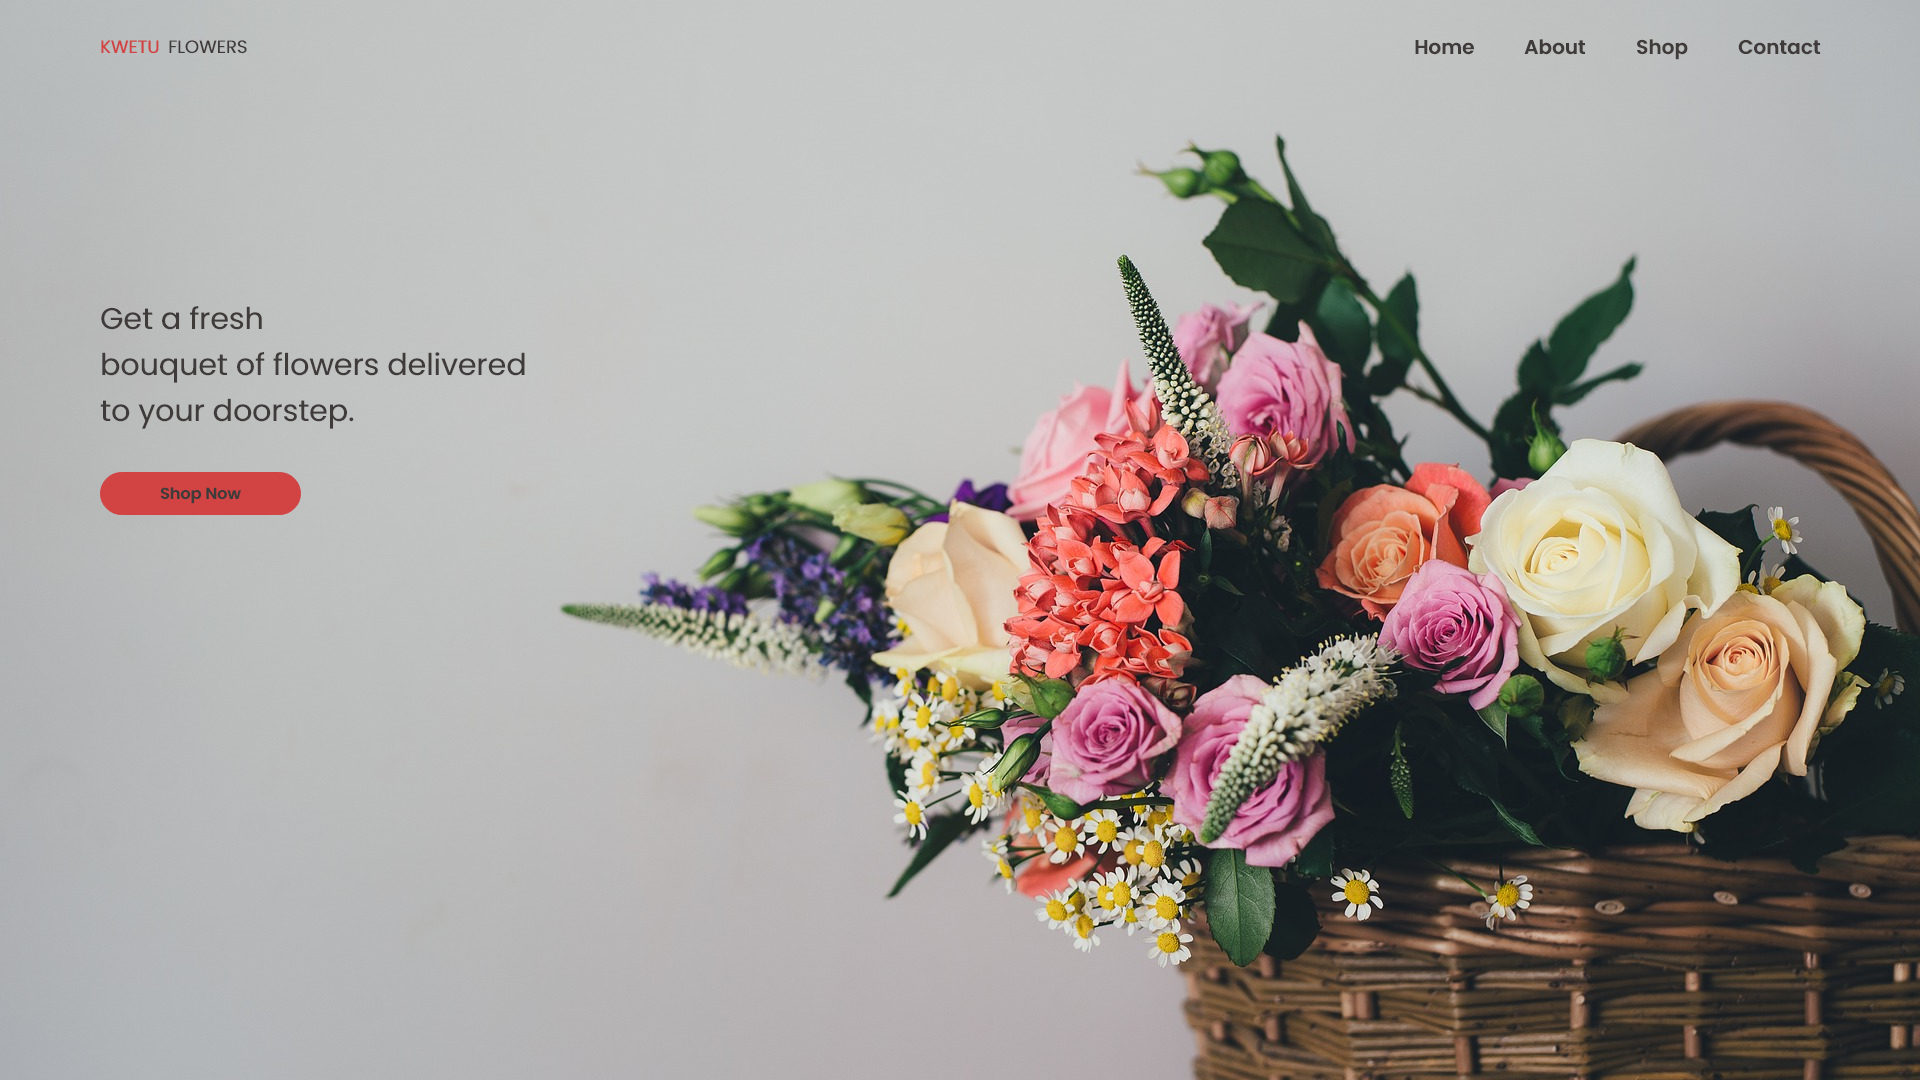 KWETU FLOWERS
Home About Shop Contact
Get a fresh
bouquet of flowers delivered
to your doorstep.
Shop Now